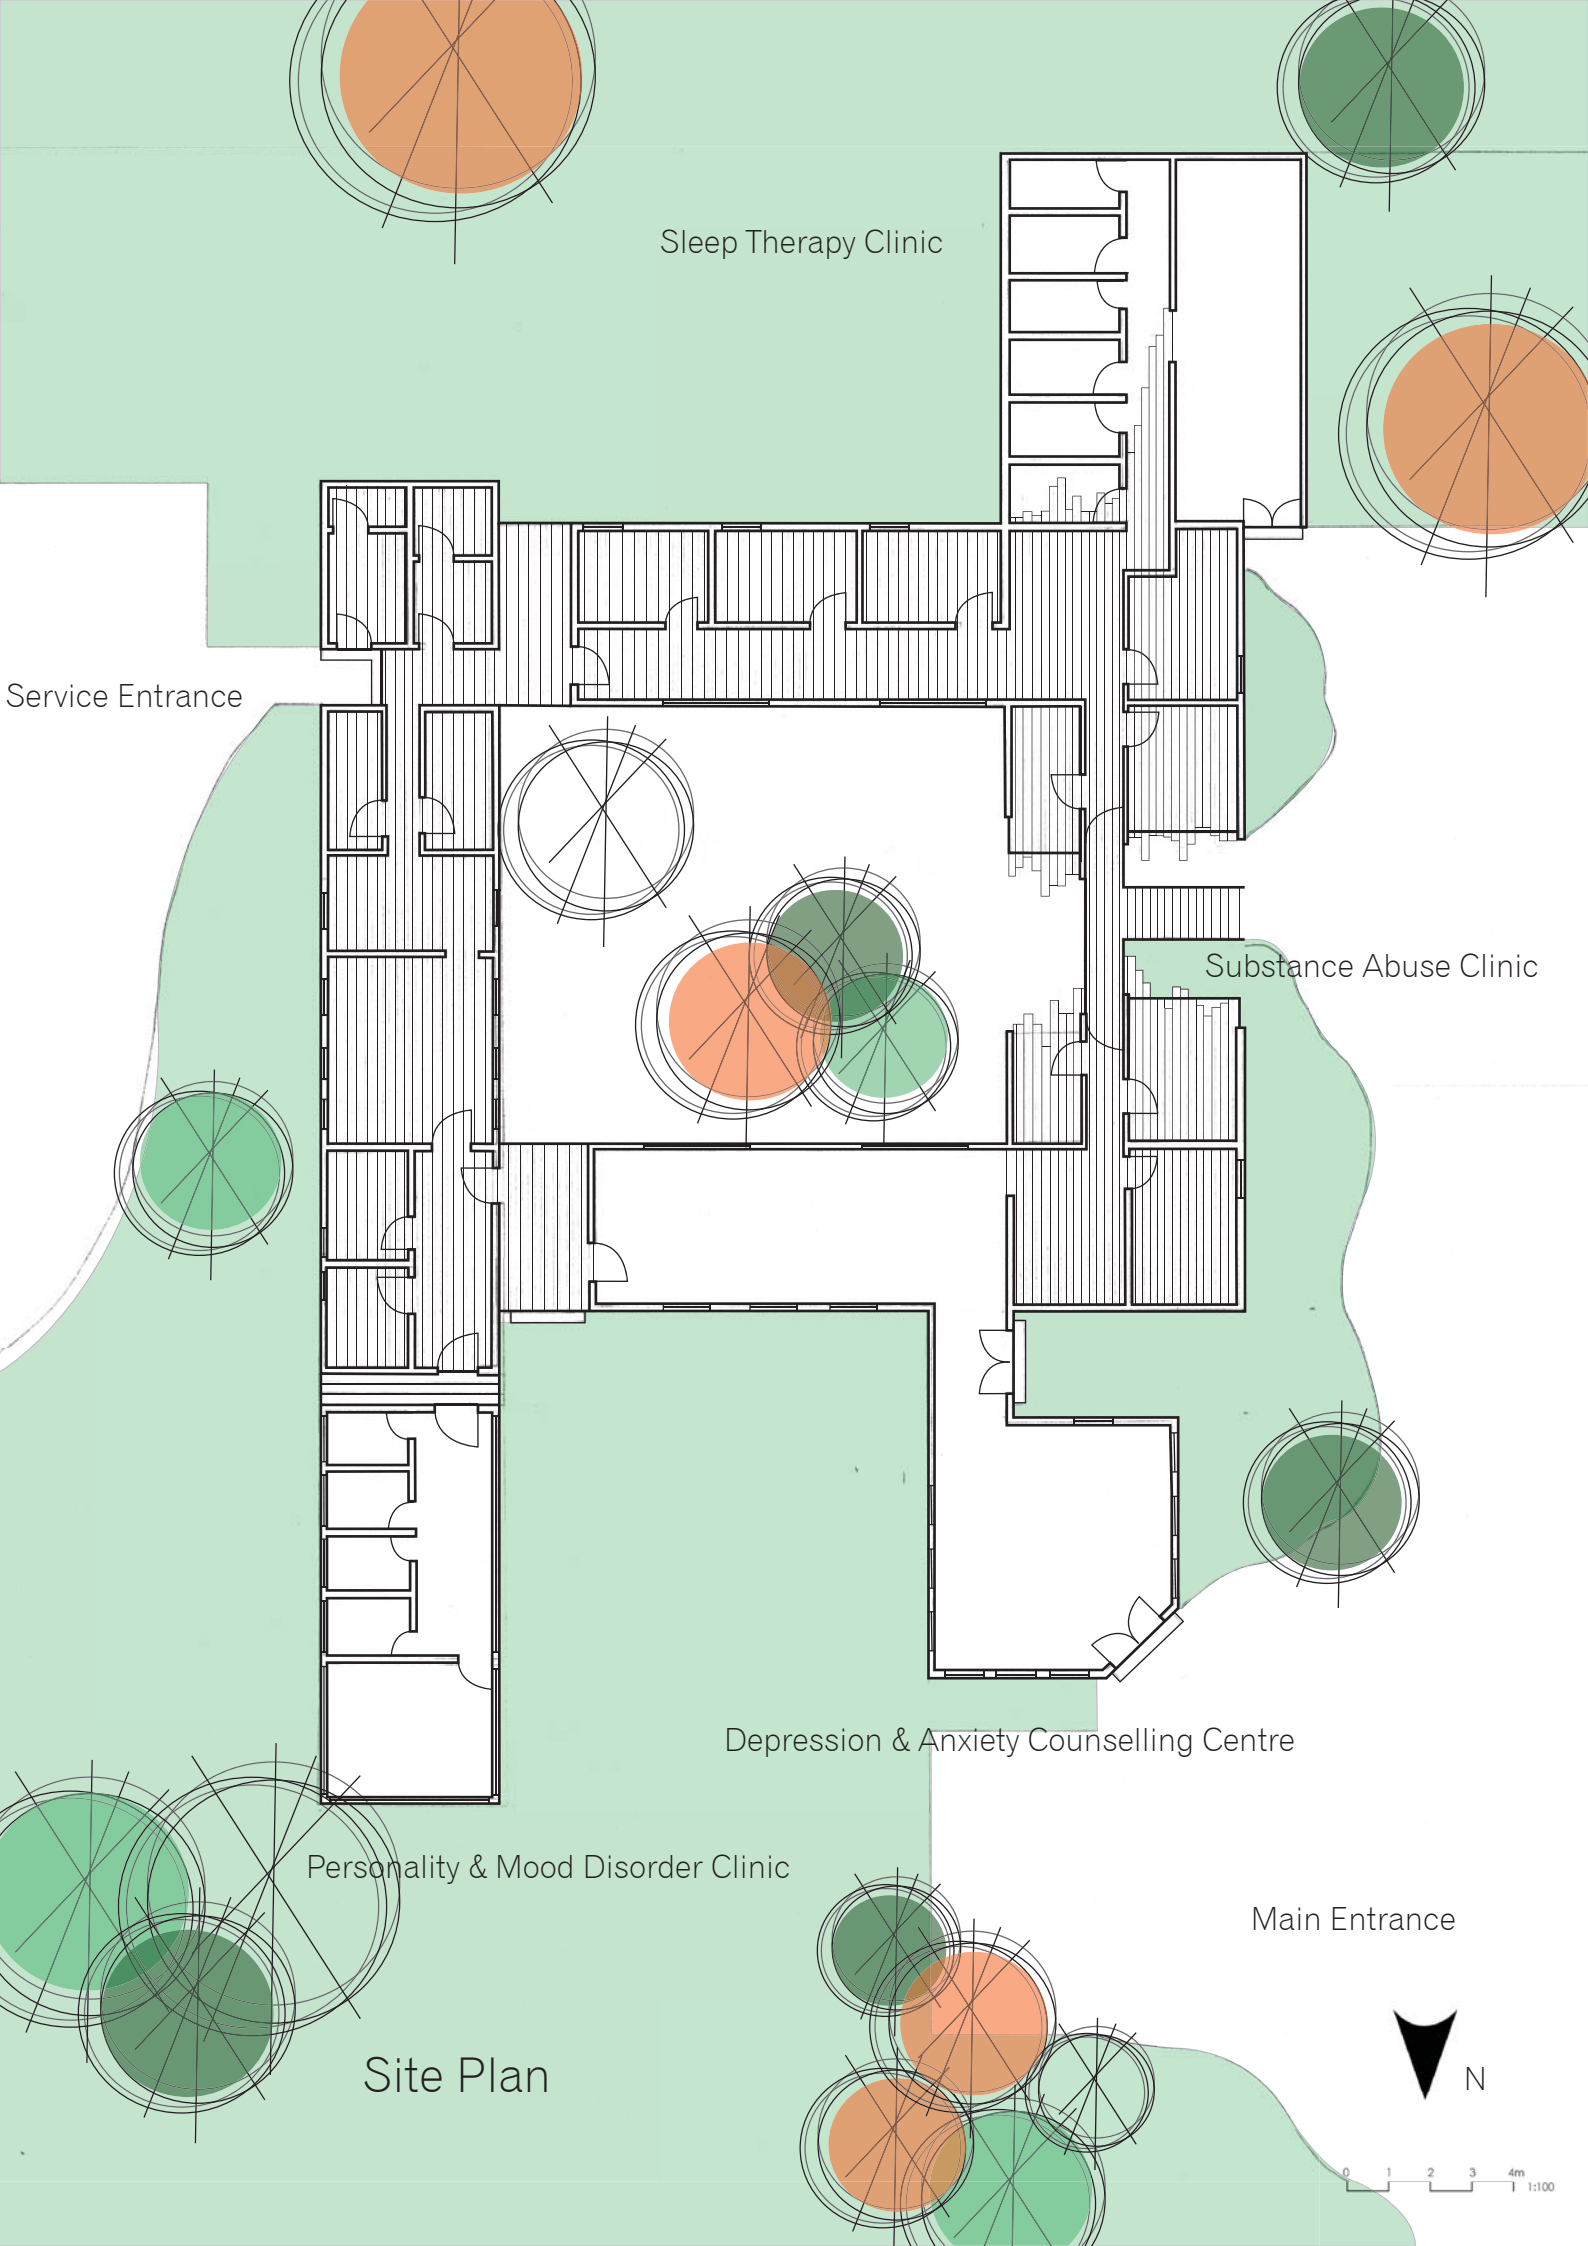 Sleep Therapy Clinic
Service Entrance
Substance Abuse Clinic
Depression & Anxiety Counselling Centre
Personality & Mood Disorder Clinic
Main Entrance
Site Plan
N
0 1 2 3 4m
1:100